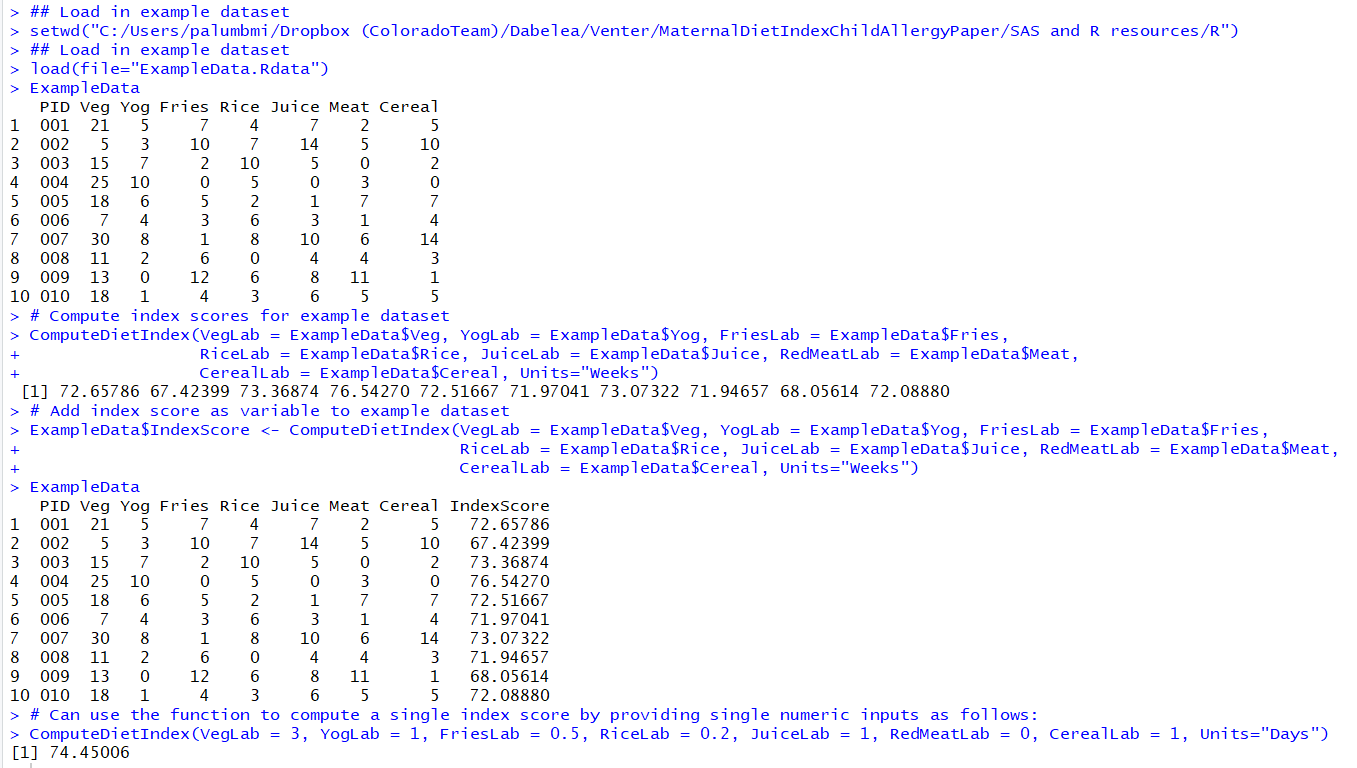 > ## Load in example dataset
> setwd("C:/Users/palumbmi/Dropbox (ColoradoTeam)/Dabelea/Venter/MaternalDietIndexChildAllergyPaper/SAS and R resources/R")
> ## Load in example dataset
> load(file="ExampleData.Rdata")
> ExampleData
   PID Veg Yog Fries Rice Juice Meat Cereal
1  001  21   5     7    4     7    2      5
2  002   5   3    10    7    14    5     10
3  003  15   7     2   10     5    0      2
4  004  25  10     0    5     0    3      0
5  005  18   6     5    2     1    7      7
6  006   7   4     3    6     3    1      4
7  007  30   8     1    8    10    6     14
8  008  11   2     6    0     4    4      3
9  009  13   0    12    6     8   11      1
10 010  18   1     4    3     6    5      5
> # Compute index scores for example dataset
> ComputeDietIndex(VegLab = ExampleData$Veg, YogLab = ExampleData$Yog, FriesLab = ExampleData$Fries,
+                  RiceLab = ExampleData$Rice, JuiceLab = ExampleData$Juice, RedMeatLab = ExampleData$Meat,
+                  CerealLab = ExampleData$Cereal, Units="Weeks")
 [1] 72.65786 67.42399 73.36874 76.54270 72.51667 71.97041 73.07322 71.94657 68.05614 72.08880
> # Add index score as variable to example dataset
> ExampleData$IndexScore <- ComputeDietIndex(VegLab = ExampleData$Veg, YogLab = ExampleData$Yog, FriesLab = ExampleData$Fries,
+                                            RiceLab = ExampleData$Rice, JuiceLab = ExampleData$Juice, RedMeatLab = ExampleData$Meat,
+                                            CerealLab = ExampleData$Cereal, Units="Weeks")
> ExampleData
   PID Veg Yog Fries Rice Juice Meat Cereal IndexScore
1  001  21   5     7    4     7    2      5   72.65786
2  002   5   3    10    7    14    5     10   67.42399
3  003  15   7     2   10     5    0      2   73.36874
4  004  25  10     0    5     0    3      0   76.54270
5  005  18   6     5    2     1    7      7   72.51667
6  006   7   4     3    6     3    1      4   71.97041
7  007  30   8     1    8    10    6     14   73.07322
8  008  11   2     6    0     4    4      3   71.94657
9  009  13   0    12    6     8   11      1   68.05614
10 010  18   1     4    3     6    5      5   72.08880
> # Can use the function to compute a single index score by providing single numeric inputs as follows:
> ComputeDietIndex(VegLab = 3, YogLab = 1, FriesLab = 0.5, RiceLab = 0.2, JuiceLab = 1, RedMeatLab = 0, CerealLab = 1, Units="Days")
[1] 74.45006